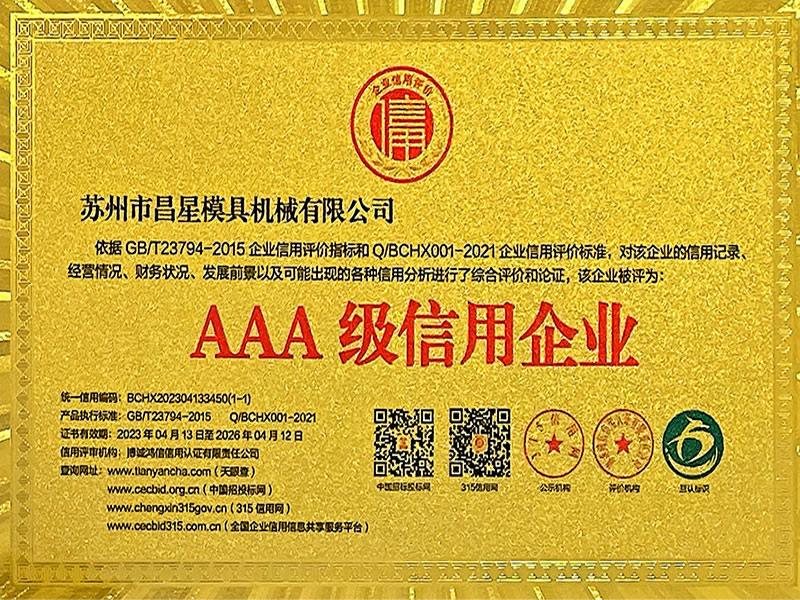 企业信用评价
信用
苏州市昌星模具机械有限公司
依据 GB/T23794-2015 企业信用评价指标和 Q/BCHX001-2021 企业信用评价标准，对该企业的信用记录、
经营情况、财务状况、发展前景以及可能出现的各种信用分析进行了综合评价和论证，该企业被评为：
AAA 级信用企业
统一信用编码：BCHX202304133450(1-1)
产品执行标准：GB/T23794-2015 Q/BCHX001-2021
证书有效期：2023 年 04 月 13 日至 2026 年 04 月 12 日
信用评审机构：博诚鸿信信用认证有限责任公司
查询网址：www.tianyancha.com（天眼查）
www.cecbid.org.cn（中国招投标网）
www.chengxin315gov.cn（315 信用网）
www.cecbid315.com.cn（全国企业信用信息共享服务平台）
中国招标投标网
315信用网
315信用网
公示机构
评价机构
互认标识